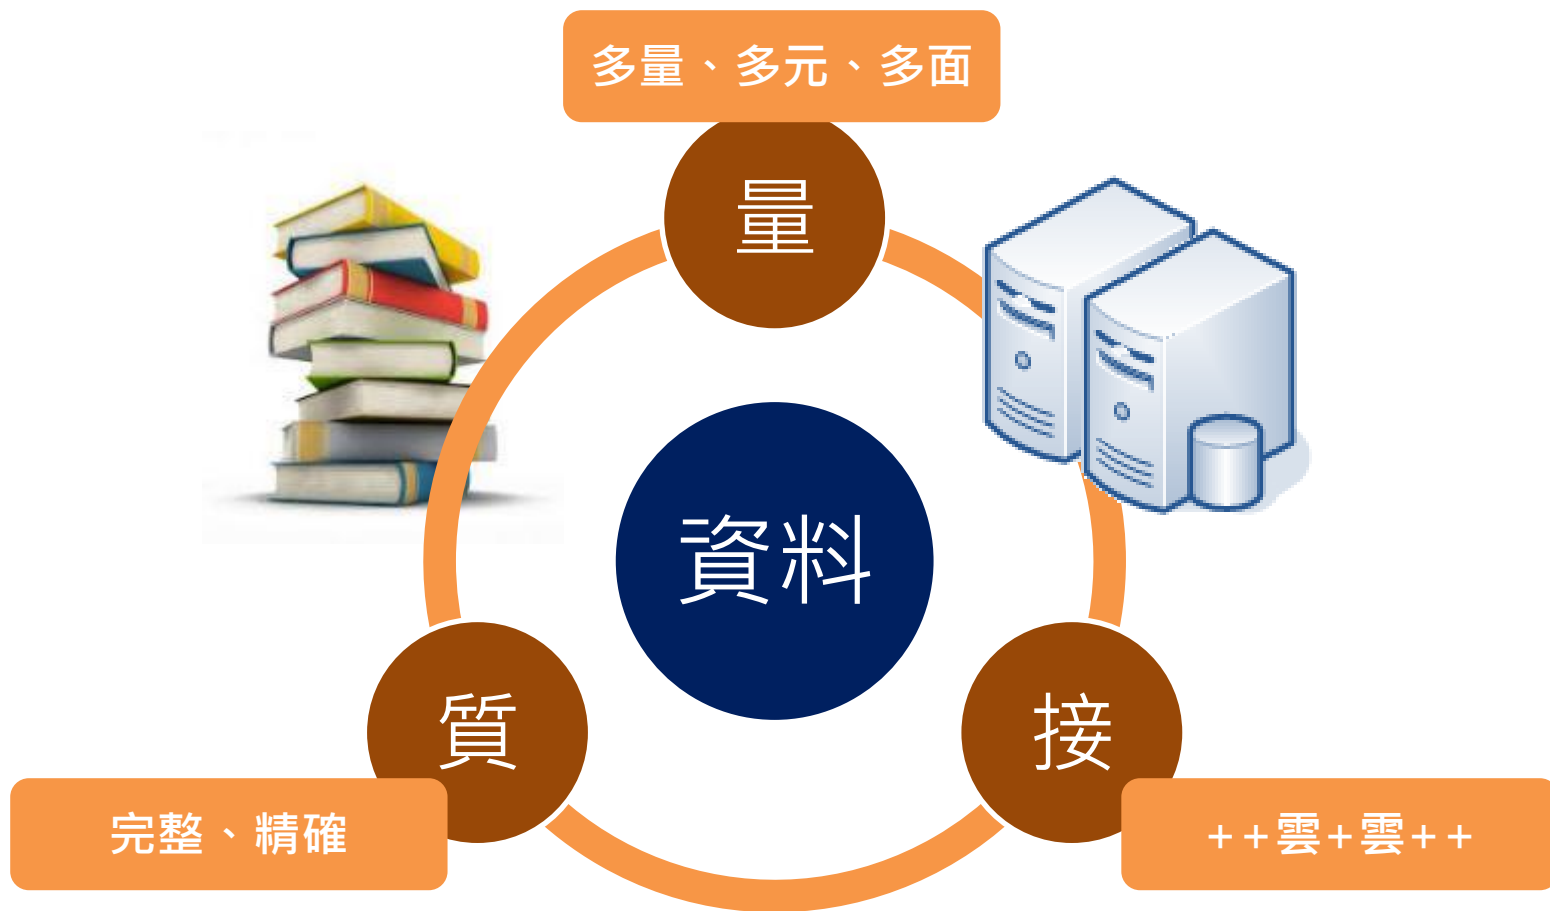 多量、多元、多面
量
資料
質
接
完整、精確
++雲+雲++